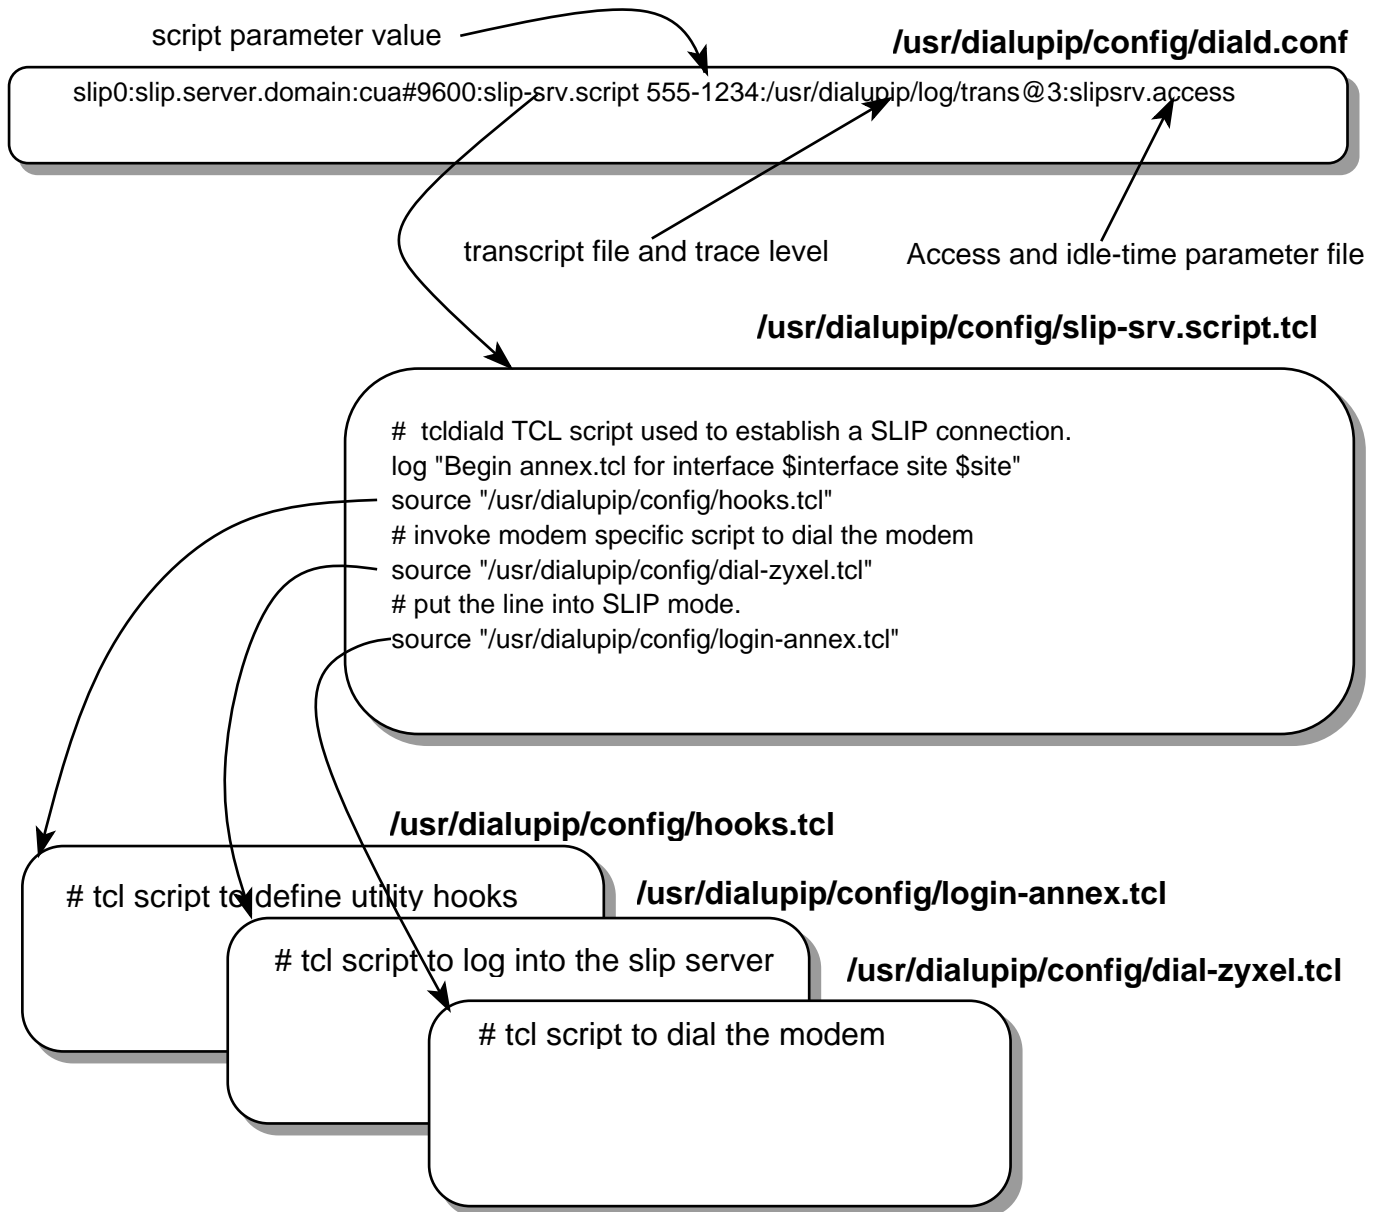 script parameter value
/usr/dialupip/config/diald.conf
slip0:slip.server.domain:cua#9600:slip-srv.script 555-1234:/usr/dialupip/log/trans@3:slipsrv.access
transcript file and trace level
Access and idle-time parameter file
/usr/dialupip/config/slip-srv.script.tcl
#  tcldiald TCL script used to establish a SLIP connection.
log "Begin annex.tcl for interface $interface site $site"
source "/usr/dialupip/config/hooks.tcl"
# invoke modem specific script to dial the modem
source "/usr/dialupip/config/dial-zyxel.tcl"
# put the line into SLIP mode.
source "/usr/dialupip/config/login-annex.tcl"
/usr/dialupip/config/hooks.tcl
# tcl script to define utility hooks
/usr/dialupip/config/login-annex.tcl
# tcl script to log into the slip server
/usr/dialupip/config/dial-zyxel.tcl
# tcl script to dial the modem